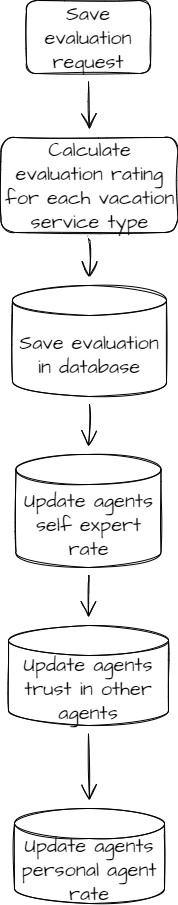 Save
evaluation
request
Calculate
evaluation rating
for each vacation
service type
Save evaluation
in database
Update agents
self expert
rate
Update agents
trust in other
agents
Update agents
personal agent
rate